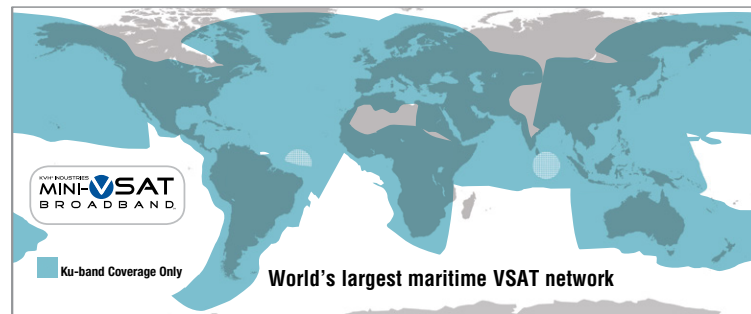 KVH® INDUSTRIES
MINI-VSAT
BROADBAND
Ku-band Coverage Only
World's largest maritime VSAT network